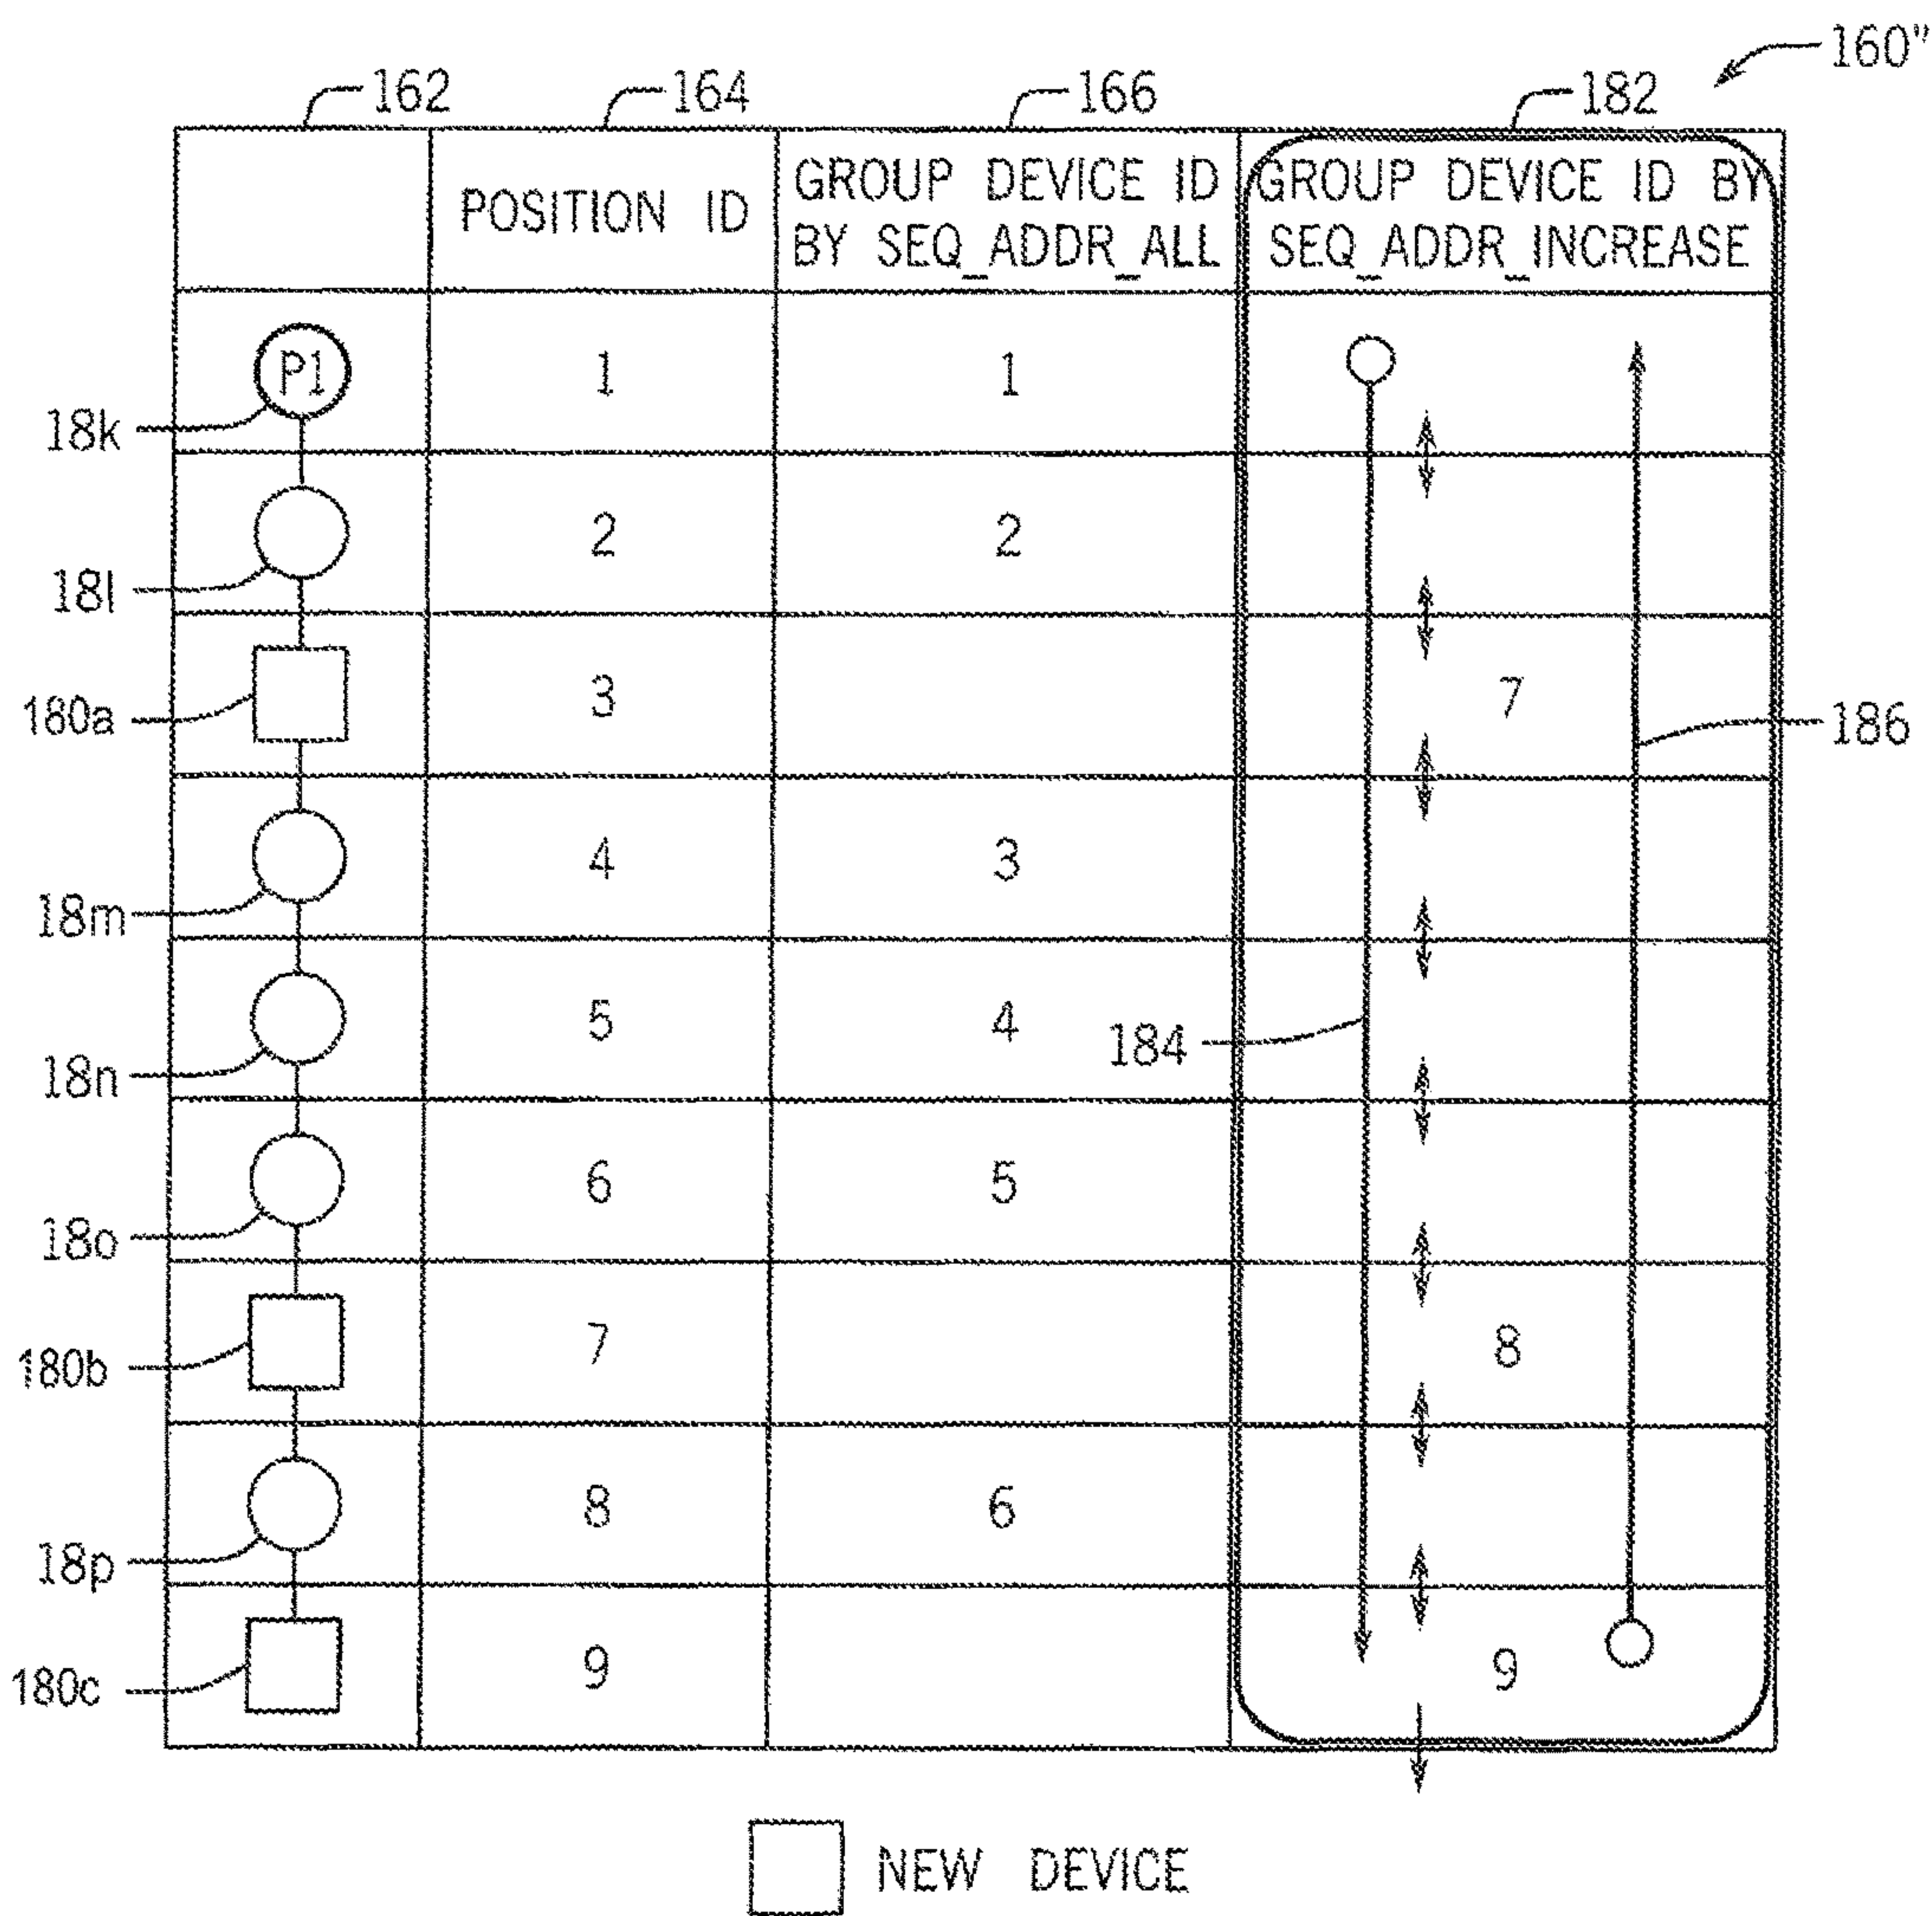 160"
162 164 166 182
POSITION ID
GROUP DEVICE ID
BY SEQ_ADDR_ALL
GROUP DEVICE ID BY
SEQ_ADDR_INCREASE
P1 1 1
18k
2 2
18l
3 7
180a 186
4 3
18m
5 4
184
18n
6 5
18o
7 8
180b
8 6
18p
9 9
180c
NEW DEVICE